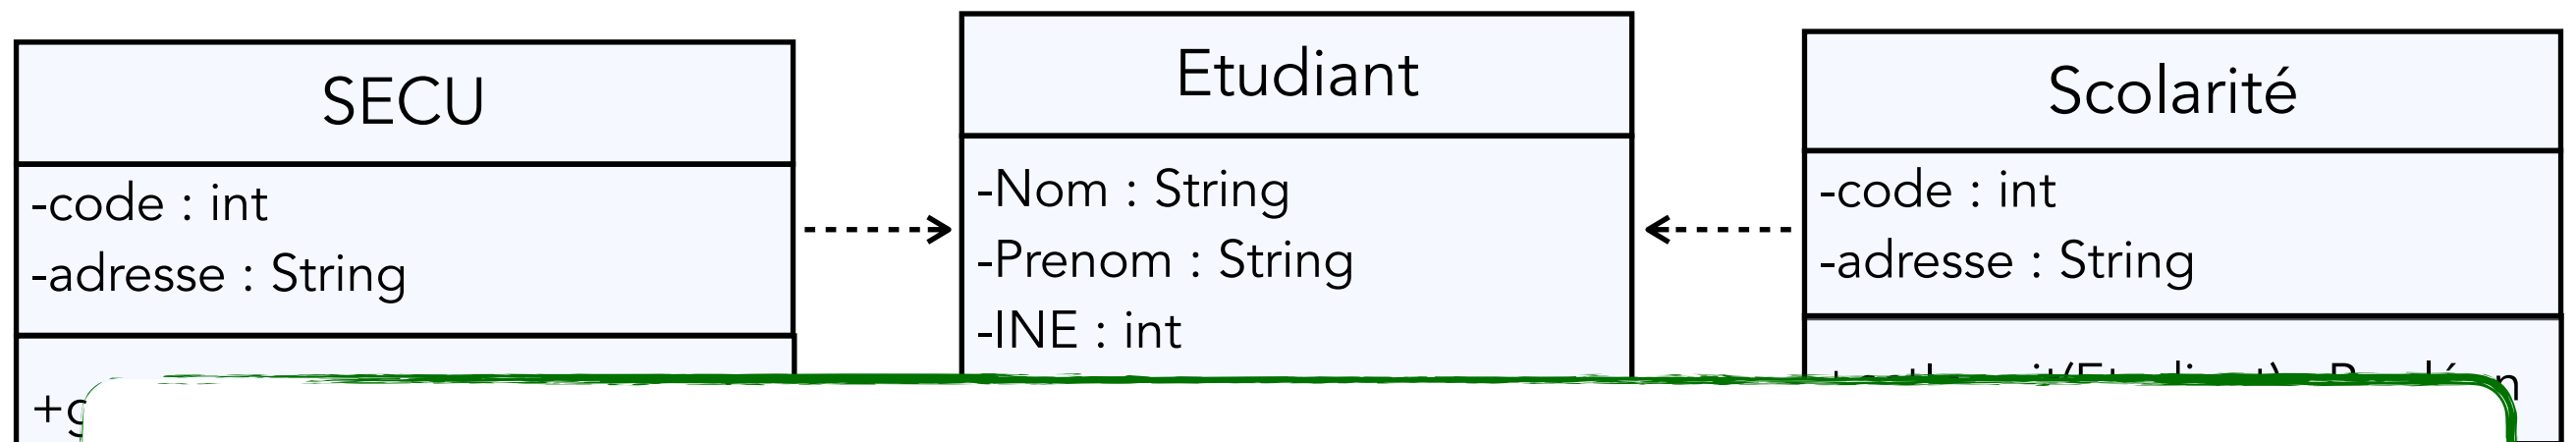 SECU
-code : int
-adresse : String
Etudiant
-Nom : String
-Prenom : String
-INE : int
Scolarité
-code : int
-adresse : String